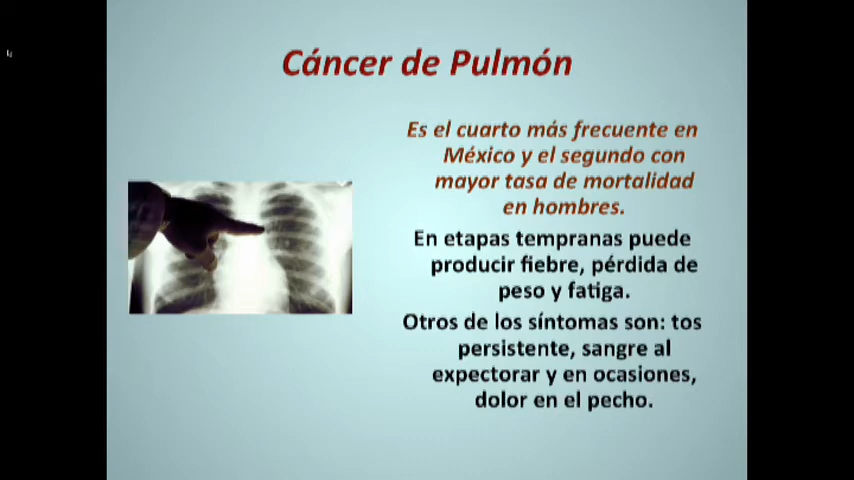 Cáncer de Pulmón
Es el cuarto más frecuente en
México y el segundo con
mayor tasa de mortalidad
en hombres.
En etapas tempranas puede
producir fiebre, pérdida de
peso y fatiga.
Otros de los síntomas son: tos
persistente, sangre al
expectorar y en ocasiones,
dolor en el pecho.